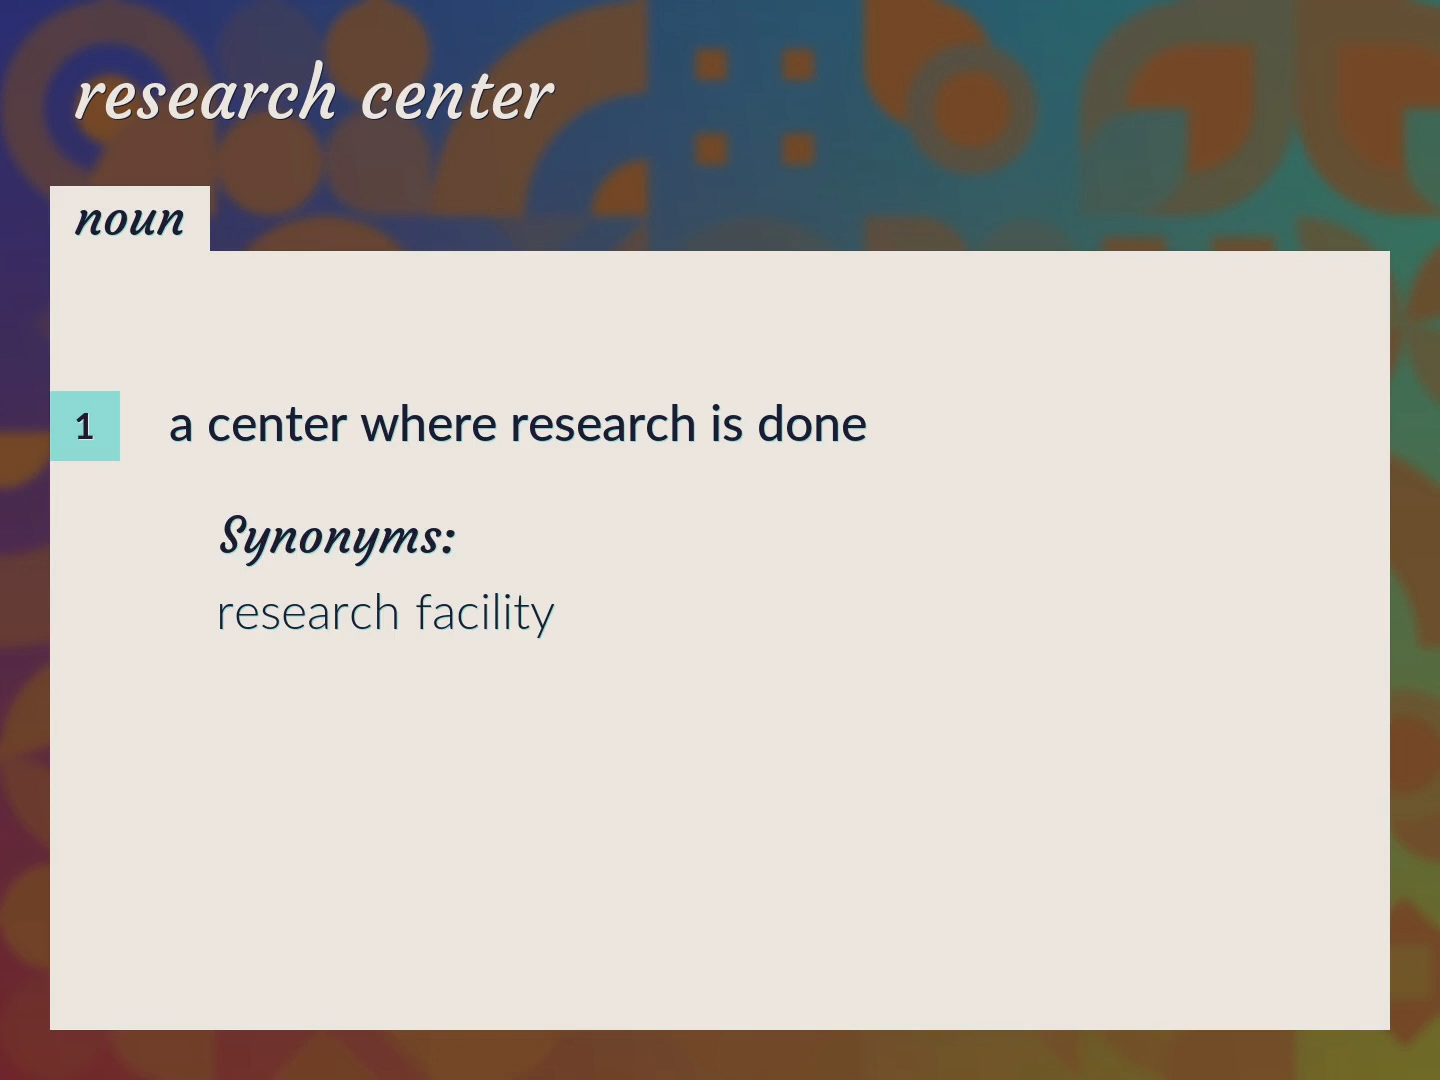 research center
noun
1 a center where research is done
Synonyms:
research facility